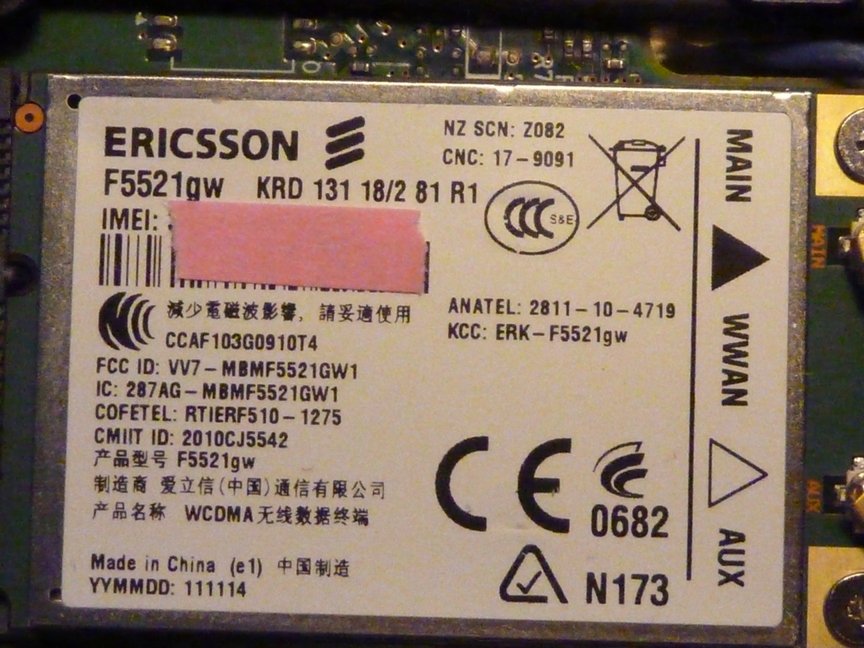 ERICSSON
F5521gw KRD 131 18/2 81 R1
IMEI:
NZ SCN: Z082
CNC: 17-9091
S&E
減少電磁波影響, 請妥適使用
CCAF103G0910T4
ANATEL: 2811-10-4719
KCC: ERK-F5521gw
FCC ID: VV7-MBMF5521GW1
IC: 287AG-MBMF5521GW1
COFETEL: RTIERF510-1275
CMIIT ID: 2010CJ5542
产品型号 F5521gw
制造商 爱立信(中国)通信有限公司
产品名称 WCDMA无线数据终端
Made in China (e1) 中国制造
YYMMDD: 111114
CE
0682
N173
MAIN
WWAN
AUX
MAIN
AUX